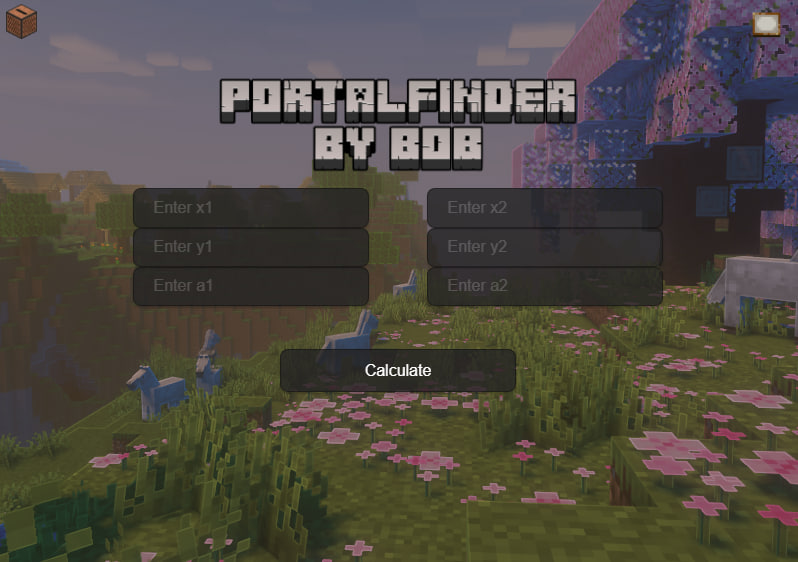 PORTALFINDER
BY BOB
Enter x1
Enter x2
Enter y1
Enter y2
Enter a1
Enter a2
Calculate